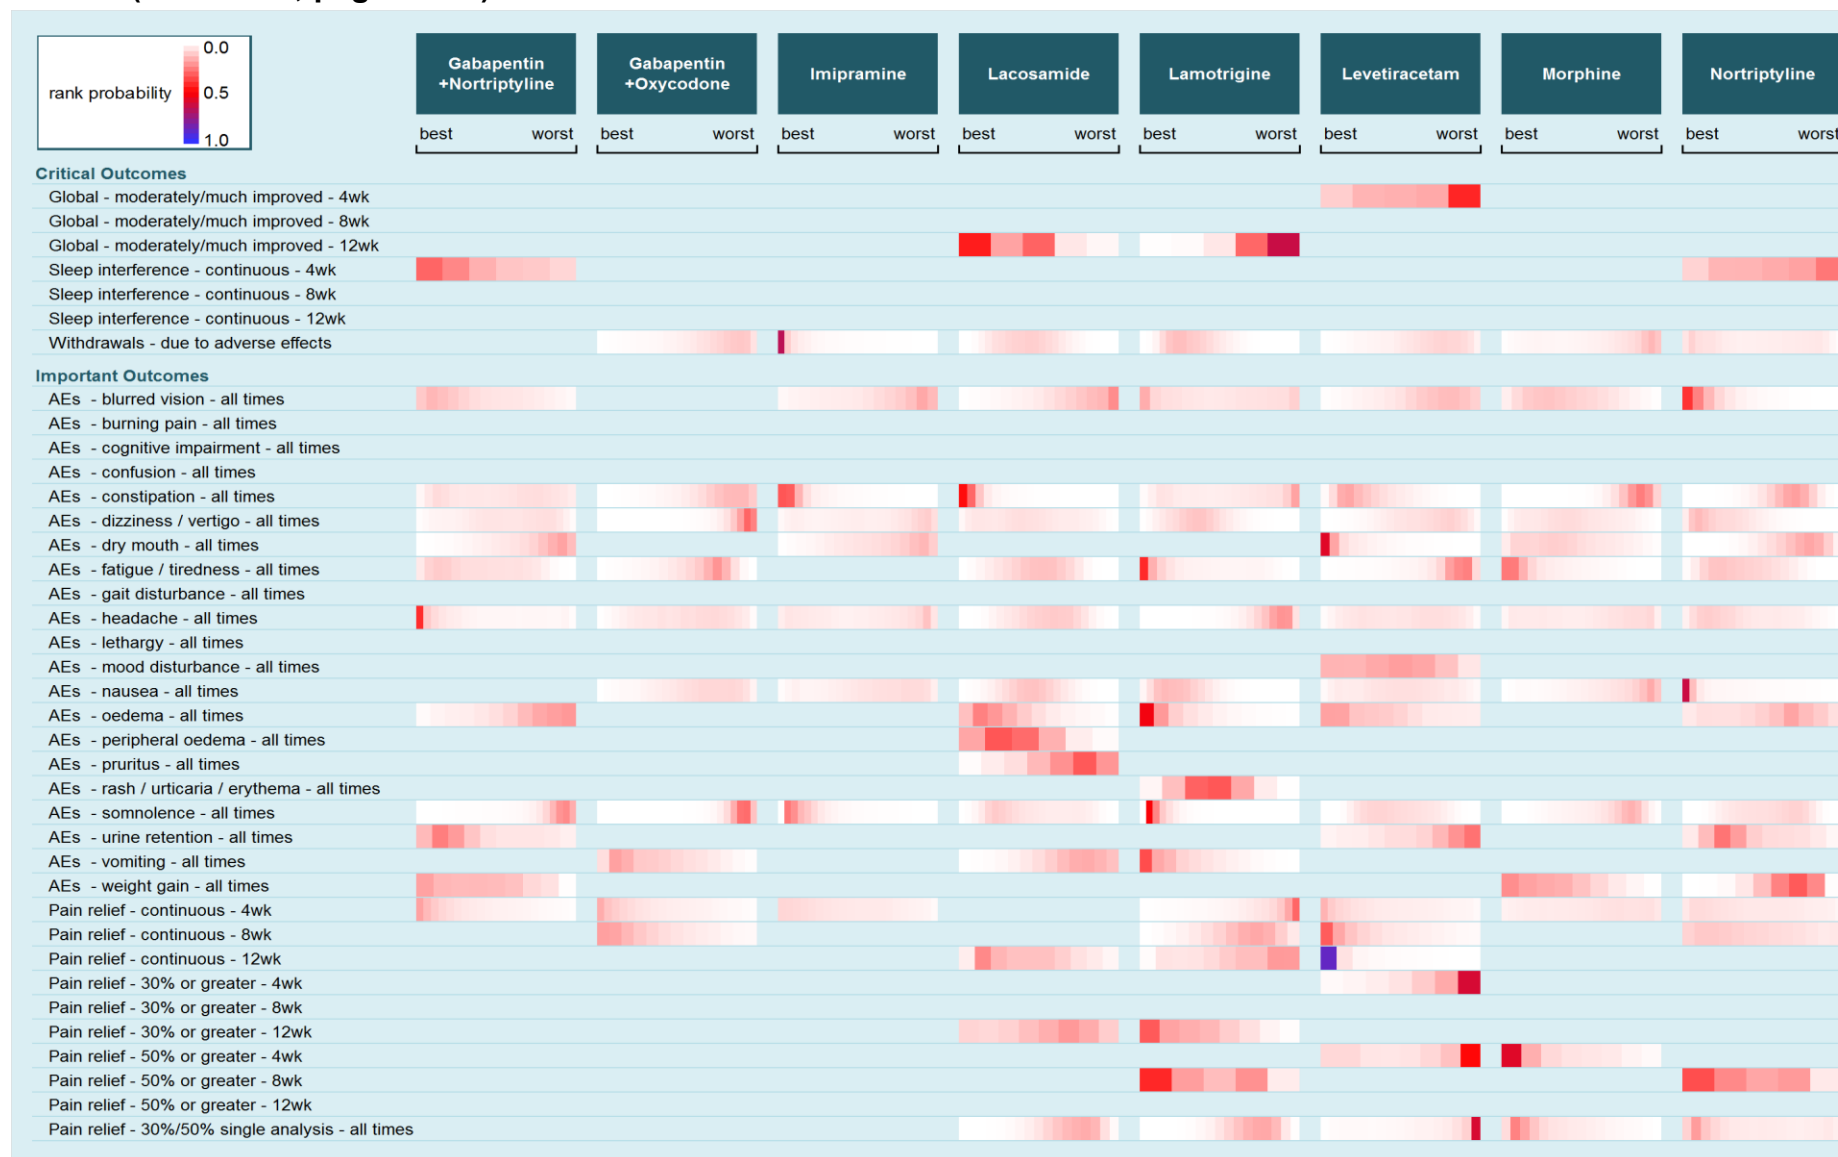 0.0
rank probability
0.5
1.0
Gabapentin
+Nortriptyline
Gabapentin
+Oxycodone
Imipramine
Lacosamide
Lamotrigine
Levetiracetam
Morphine
Nortriptyline
best worst best worst best worst best worst best worst best worst best worst best worst
Critical Outcomes
Global - moderately/much improved - 4wk
Global - moderately/much improved - 8wk
Global - moderately/much improved - 12wk
Sleep interference - continuous - 4wk
Sleep interference - continuous - 8wk
Sleep interference - continuous - 12wk
Withdrawals - due to adverse effects
Important Outcomes
AEs - blurred vision - all times
AEs - burning pain - all times
AEs - cognitive impairment - all times
AEs - confusion - all times
AEs - constipation - all times
AEs - dizziness / vertigo - all times
AEs - dry mouth - all times
AEs - fatigue / tiredness - all times
AEs - gait disturbance - all times
AEs - headache - all times
AEs - lethargy - all times
AEs - mood disturbance - all times
AEs - nausea - all times
AEs - oedema - all times
AEs - peripheral oedema - all times
AEs - pruritus - all times
AEs - rash / urticaria / erythema - all times
AEs - somnolence - all times
AEs - urine retention - all times
AEs - vomiting - all times
AEs - weight gain - all times
Pain relief - continuous - 4wk
Pain relief - continuous - 8wk
Pain relief - continuous - 12wk
Pain relief - 30% or greater - 4wk
Pain relief - 30% or greater - 8wk
Pain relief - 30% or greater - 12wk
Pain relief - 50% or greater - 4wk
Pain relief - 50% or greater - 8wk
Pain relief - 50% or greater - 12wk
Pain relief - 30%/50% single analysis - all times